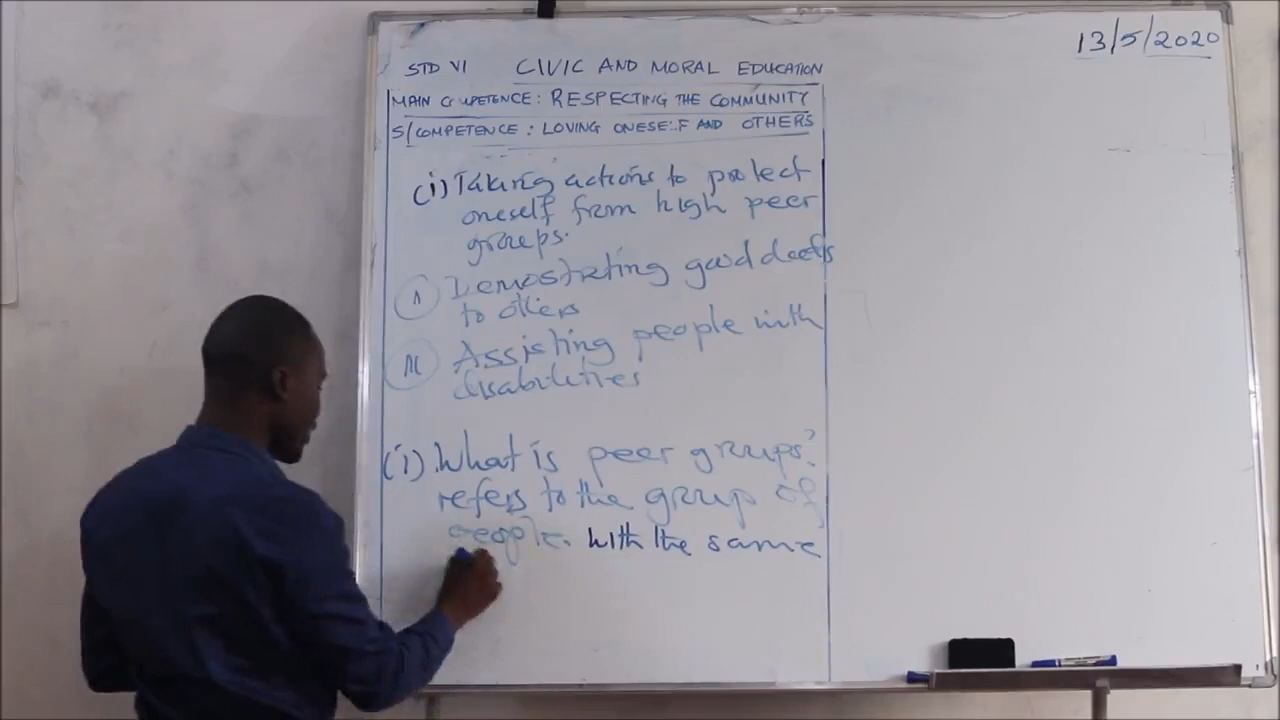 13/5/2020
STD VI CIVIC AND MORAL EDUCATION
MAIN COMPETENCE: RESPECTING THE COMMUNITY
S/COMPETENCE: LOVING ONESELF AND OTHERS
(i) Taking actions to protect
oneself from high peer
groups.
Demostrating good deeds
to others
Assisting people with
disabilities
(i). What is peer groups?
refers to the group of
people. with the same